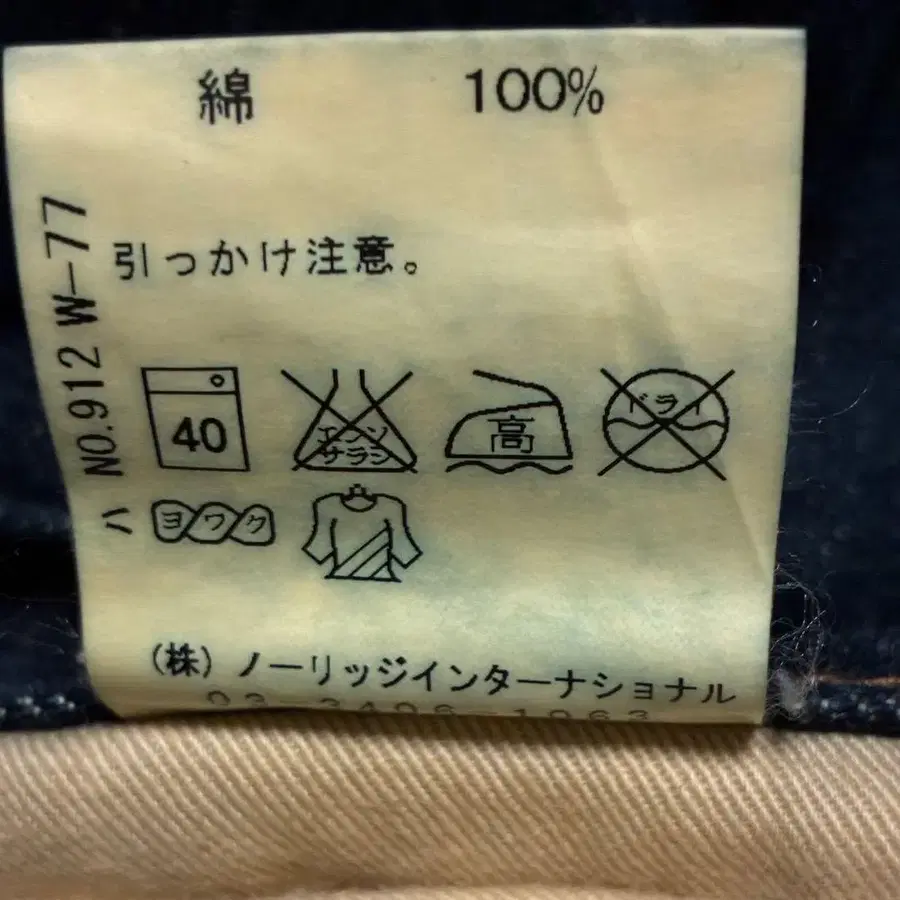 綿 100%
引っかけ注意。
NO.912 W-77
ハ
40
エンソ
サラシ
高
ドライ
ヨワク
(株) ノーリッジインターナショナル